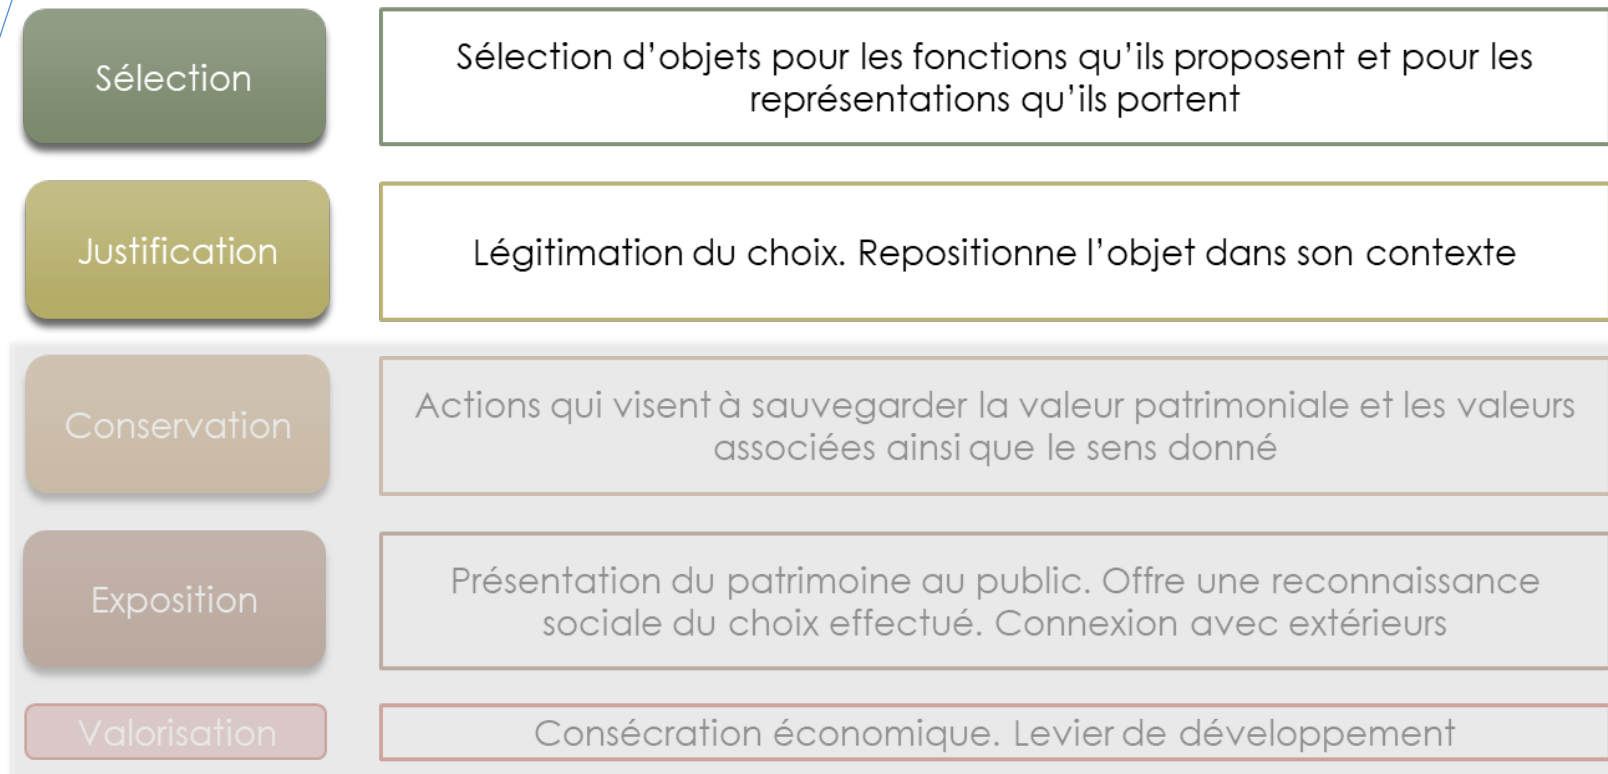 Sélection
Sélection d'objets pour les fonctions qu'ils proposent et pour les
représentations qu'ils portent
Justification
Légitimation du choix. Repositionne l'objet dans son contexte
Conservation
Actions qui visent à sauvegarder la valeur patrimoniale et les valeurs
associées ainsi que le sens donné
Exposition
Présentation du patrimoine au public. Offre une reconnaissance
sociale du choix effectué. Connexion avec extérieurs
Valorisation
Consécration économique. Levier de développement